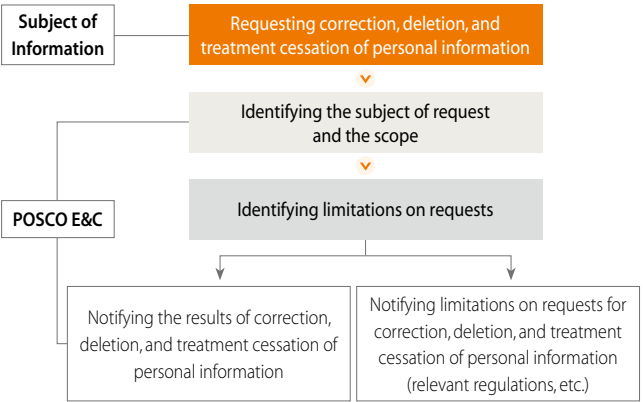 Subject of
Information
Requesting correction, deletion, and
treatment cessation of personal information
Identifying the subject of request
and the scope
POSCO E&C
Identifying limitations on requests
Notifying the results of correction,
deletion, and treatment cessation of
personal information
Notifying limitations on requests for
correction, deletion, and treatment
cessation of personal information
(relevant regulations, etc.)